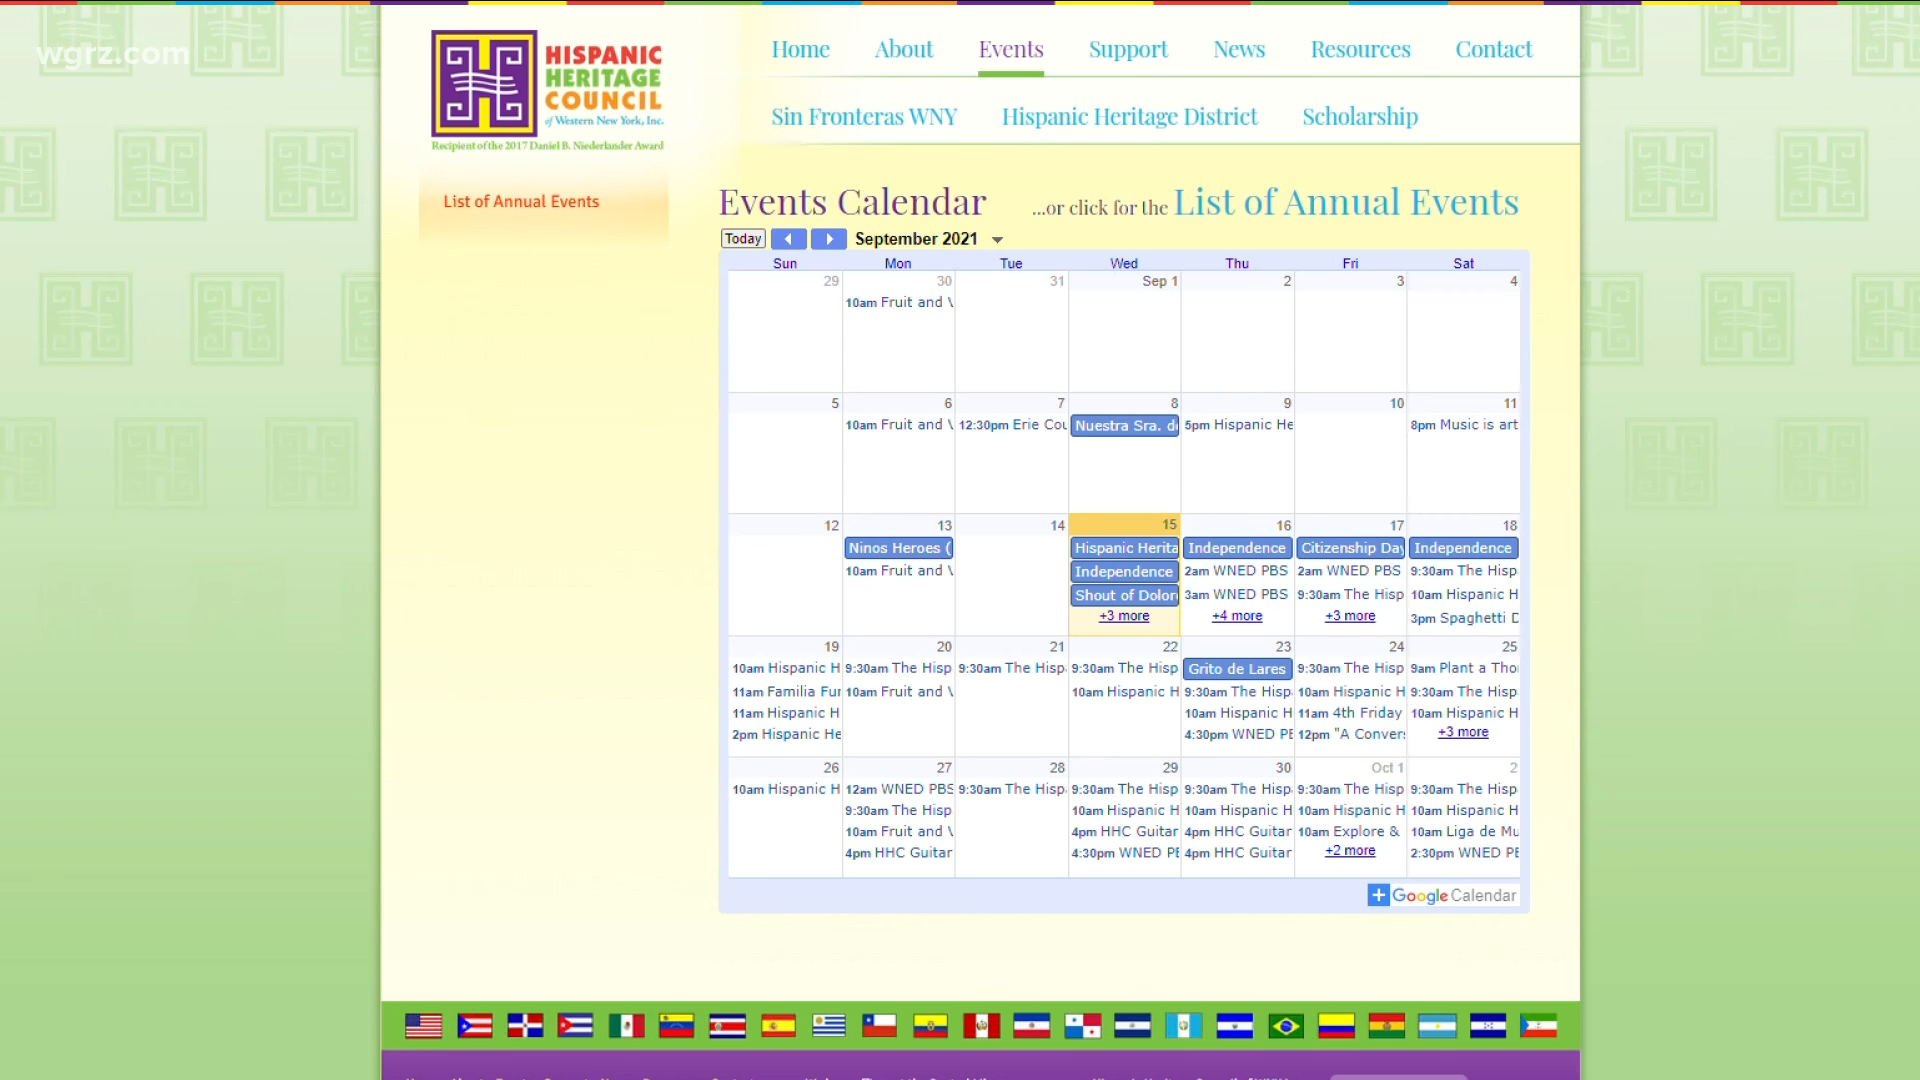 wgrz.com
HISPANIC
HERITAGE
COUNCIL
of Western New York, Inc.
Recipient of the 2017 Daniel B. Niederlander Award
Home About Events Support News Resources Contact
Sin Fronteras WNY Hispanic Heritage District Scholarship
List of Annual Events
Events Calendar ...or click for the List of Annual Events
Today September 2021
Sun Mon Tue Wed Thu Fri Sat
29 30 31 Sep 1 2 3 4
10am Fruit and V
5 6 7 8 9 10 11
10am Fruit and V 12:30pm Erie Cou Nuestra Sra. de 5pm Hispanic He 8pm Music is art
12 13 14 15 16 17 18
Ninos Heroes ( Hispanic Herita Independence Citizenship Day Independence
10am Fruit and V Independence 2am WNED PBS 2am WNED PBS 9:30am The Hisp
Shout of Dolor 3am WNED PBS 9:30am The Hisp 10am Hispanic H
+3 more +4 more +3 more 3pm Spaghetti D
19 20 21 22 23 24 25
10am Hispanic H 9:30am The Hisp 9:30am The Hisp 9:30am The Hisp Grito de Lares 9:30am The Hisp 9am Plant a Tho
11am Familia Fun 10am Fruit and V 10am Hispanic H 9:30am The Hisp 10am Hispanic H 9:30am The Hisp
11am Hispanic H 10am Hispanic H 11am 4th Friday 10am Hispanic H
2pm Hispanic He 4:30pm WNED PB 12pm "A Convers +3 more
26 27 28 29 30 Oct 1 2
10am Hispanic H 12am WNED PBS 9:30am The Hisp 9:30am The Hisp 9:30am The Hisp 9:30am The Hisp 9:30am The Hisp
9:30am The Hisp 10am Hispanic H 10am Hispanic H 10am Hispanic H 10am Hispanic H
10am Fruit and V 4pm HHC Guitar 4pm HHC Guitar 10am Explore & 10am Liga de Mu
4pm HHC Guitar 4:30pm WNED PB 4pm HHC Guitar +2 more 2:30pm WNED PB
+ Google Calendar